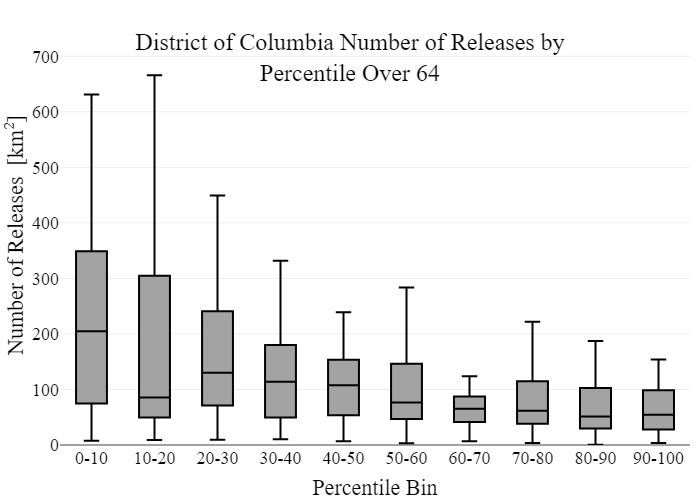 District of Columbia Number of Releases by
Percentile Over 64
Number of Releases [km²]
700
600
500
400
300
200
100
0
0-10 10-20 20-30 30-40 40-50 50-60 60-70 70-80 80-90 90-100
Percentile Bin